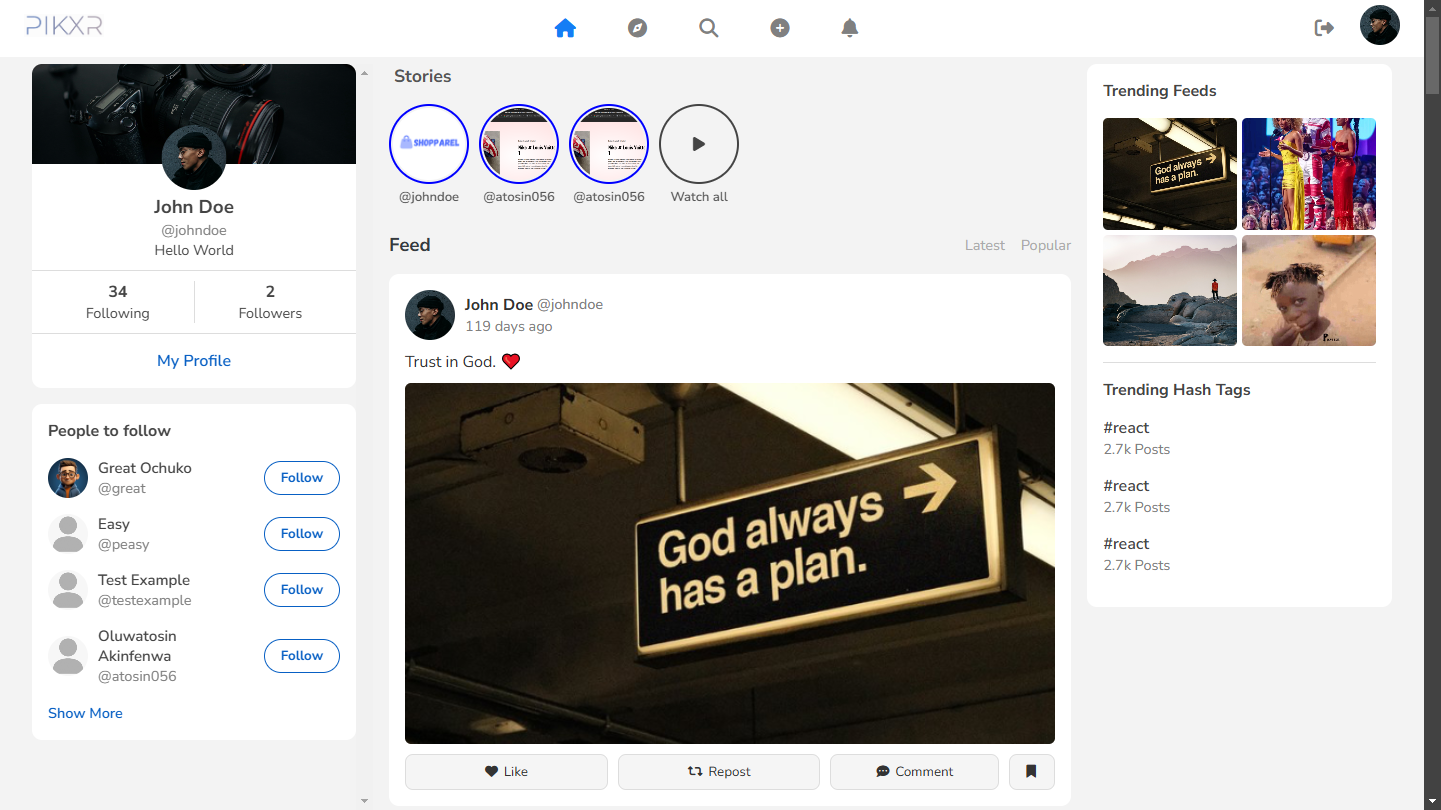 PIKXR
John Doe
@johndoe
Hello World
34
Following
2
Followers
My Profile
People to follow
Great Ochuko
@great
Follow
Easy
@peasy
Follow
Test Example
@testexample
Follow
Oluwatosin
Akinfenwa
@atosin056
Follow
Show More
Stories
SHOPPAREL
@johndoe
@atosin056
@atosin056
Watch all
Feed
Latest
Popular
John Doe @johndoe
119 days ago
Trust in God. ❤️
God always →
has a plan.
Like
Repost
Comment
Trending Feeds
God always →
has a plan.
Trending Hash Tags
#react
2.7k Posts
#react
2.7k Posts
#react
2.7k Posts